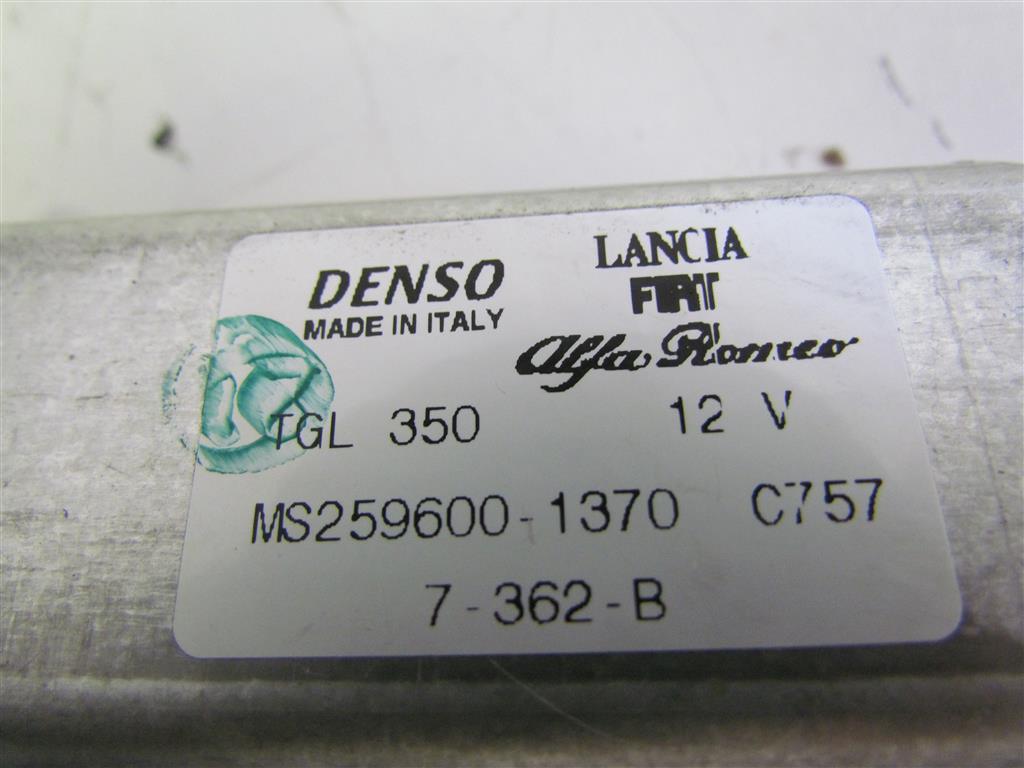 DENSO
MADE IN ITALY
LANCIA
FIAT
Alfa Romeo
TGL 350 12 V
MS259600-1370 C757
7-362-B